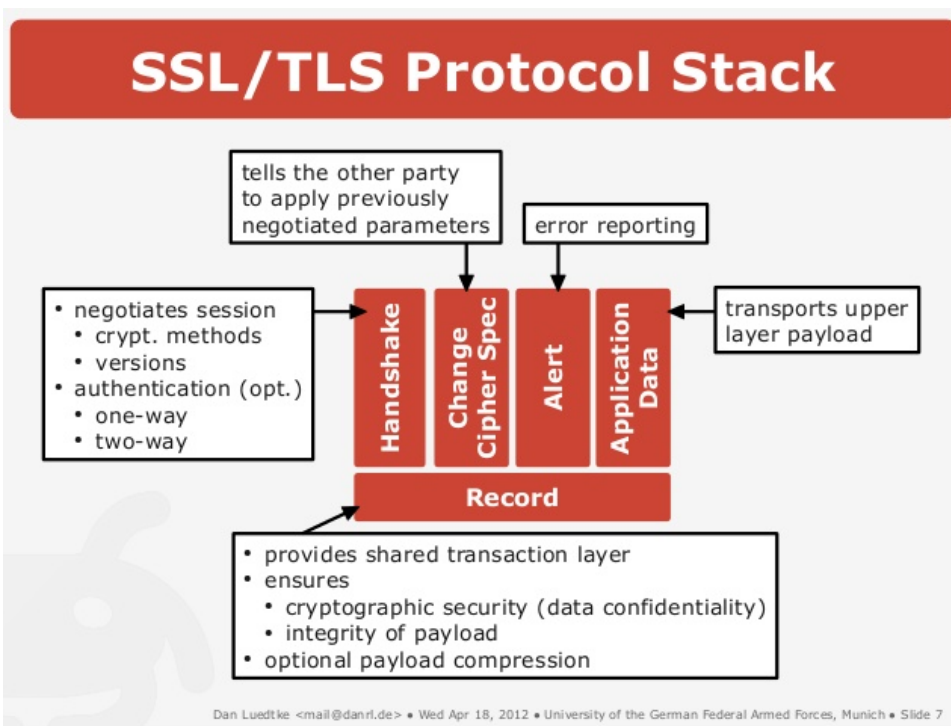 SSL/TLS Protocol Stack
tells the other party
to apply previously
negotiated parameters
error reporting
• negotiates session
• crypt. methods
• versions
• authentication (opt.)
• one-way
• two-way
Handshake
Change
Cipher Spec
Alert
Application
Data
transports upper
layer payload
Record
• provides shared transaction layer
• ensures
• cryptographic security (data confidentiality)
• integrity of payload
• optional payload compression
Dan Luedtke <mail@danrl.de> • Wed Apr 18, 2012 • University of the German Federal Armed Forces, Munich • Slide 7